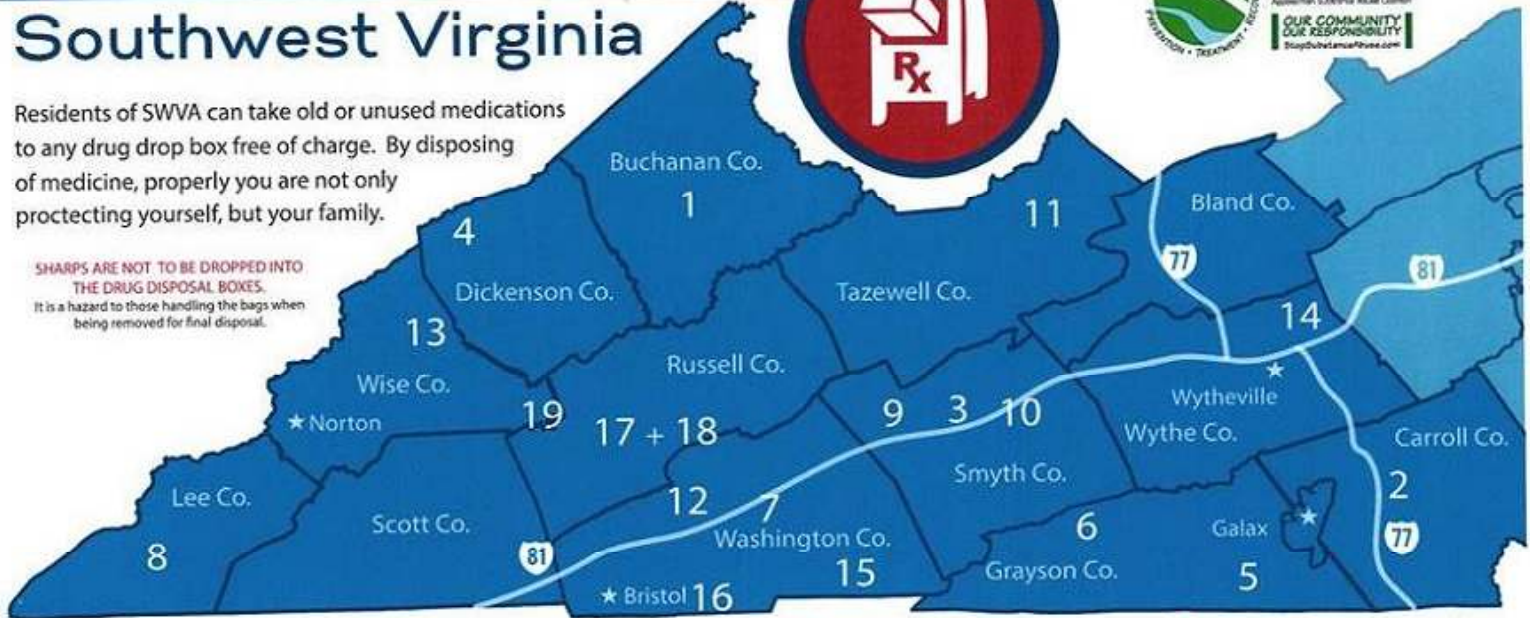 Southwest Virginia
Residents of SWVA can take old or unused medications
to any drug drop box free of charge. By disposing
of medicine, properly you are not only
proctecting yourself, but your family.
SHARPS ARE NOT TO BE DROPPED INTO
THE DRUG DISPOSAL BOXES.
It is a hazard to those handling the bags when
being removed for final disposal.
Rx
PREVENTION • TREATMENT •
OUR COMMUNITY
OUR RESPONSIBILITY
StopSubstanceAbuse.com
Buchanan Co.
1
4
Dickenson Co.
11
Tazewell Co.
Bland Co.
77
81
14
13
Wise Co.
Norton
Russell Co.
19
17 + 18
9
3
10
Smyth Co.
Wytheville
Wythe Co.
Carroll Co.
2
77
Lee Co.
8
Scott Co.
81
12
7
Washington Co.
15
Bristol
16
6
Grayson Co.
Galax
5